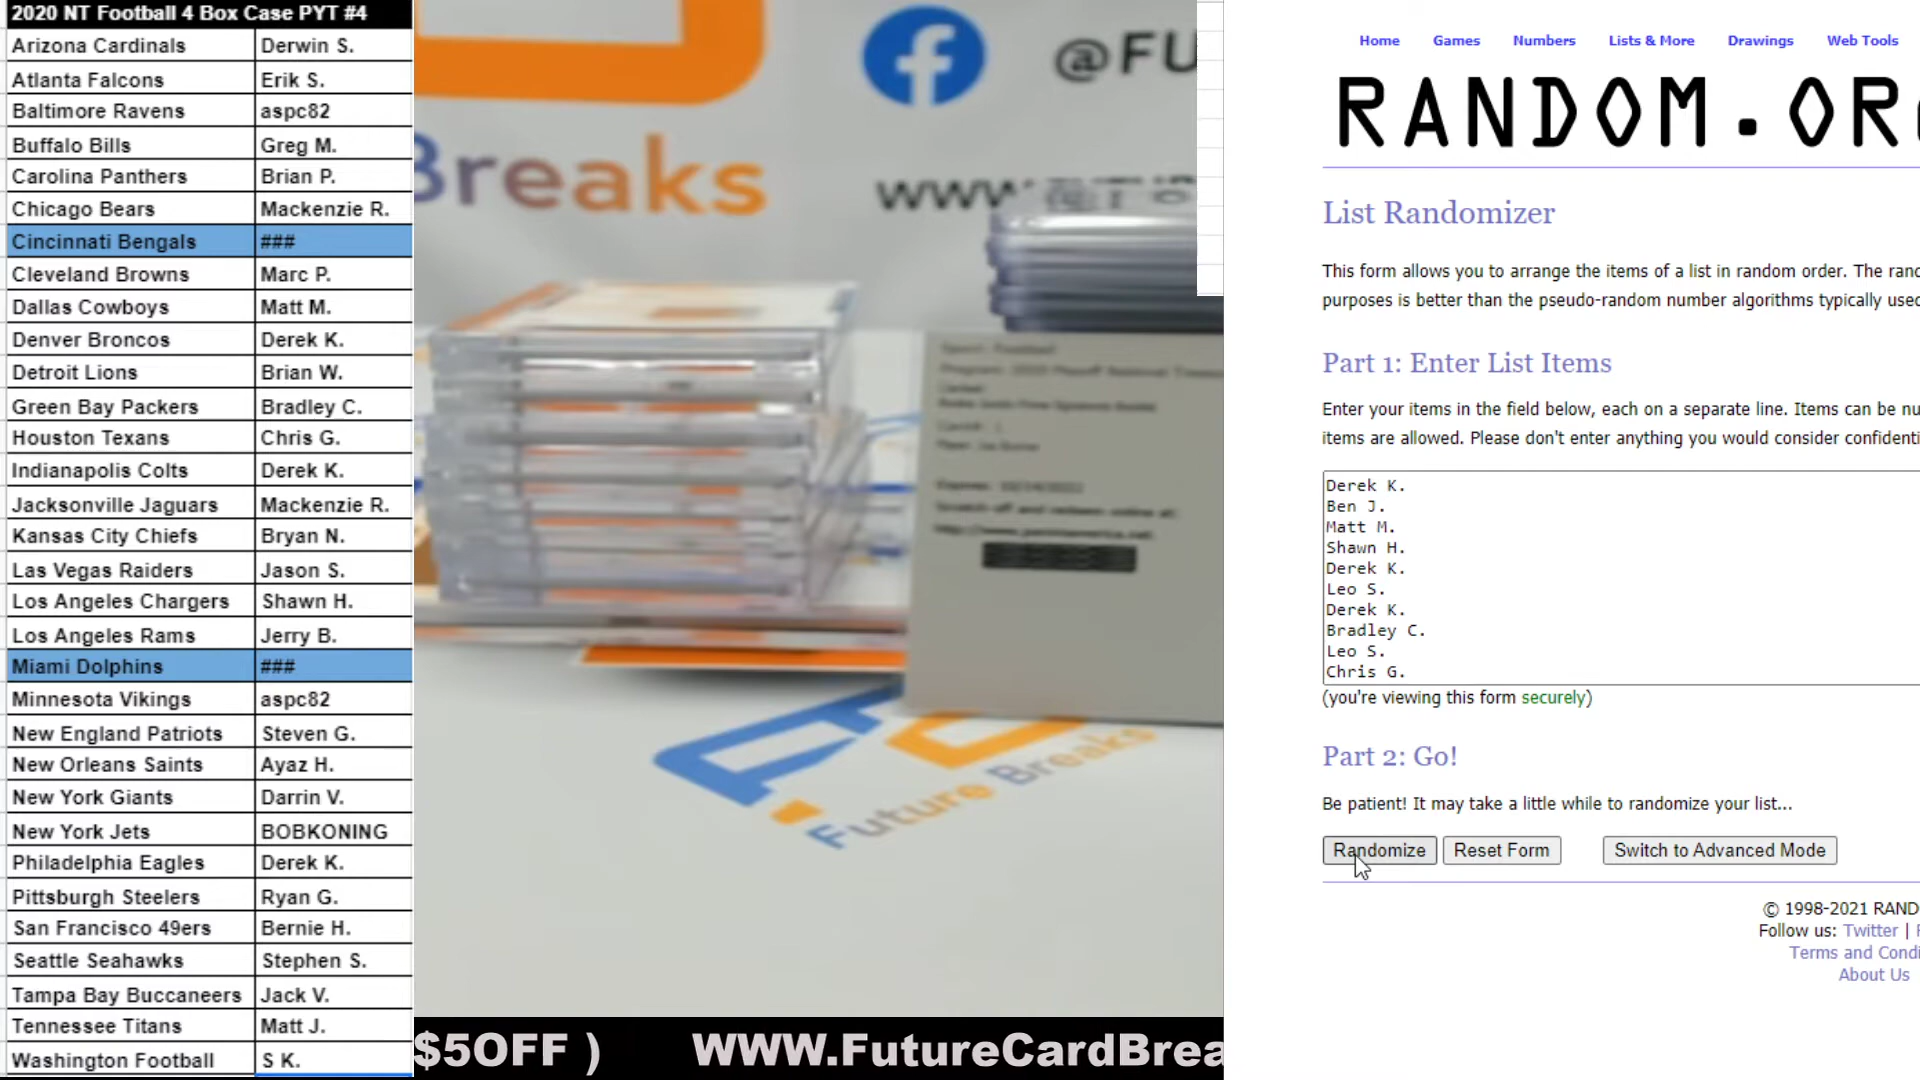 2020 NT Football 4 Box Case PYT #4
Arizona Cardinals Derwin S.
Atlanta Falcons Erik S.
Baltimore Ravens aspc82
Buffalo Bills Greg M.
Carolina Panthers Brian P.
Chicago Bears Mackenzie R.
Cincinnati Bengals ###
Cleveland Browns Marc P.
Dallas Cowboys Matt M.
Denver Broncos Derek K.
Detroit Lions Brian W.
Green Bay Packers Bradley C.
Houston Texans Chris G.
Indianapolis Colts Derek K.
Jacksonville Jaguars Mackenzie R.
Kansas City Chiefs Bryan N.
Las Vegas Raiders Jason S.
Los Angeles Chargers Shawn H.
Los Angeles Rams Jerry B.
Miami Dolphins ###
Minnesota Vikings aspc82
New England Patriots Steven G.
New Orleans Saints Ayaz H.
New York Giants Darrin V.
New York Jets BOBKONING
Philadelphia Eagles Derek K.
Pittsburgh Steelers Ryan G.
San Francisco 49ers Bernie H.
Seattle Seahawks Stephen S.
Tampa Bay Buccaneers Jack V.
Tennessee Titans Matt J.
Washington Football S K.
@FU
Breaks
www.
Future Breaks
$5OFF ) WWW.FutureCardBrea
Home Games Numbers Lists & More Drawings Web Tools
RANDOM.OR
List Randomizer
This form allows you to arrange the items of a list in random order. The rand
purposes is better than the pseudo-random number algorithms typically used
Part 1: Enter List Items
Enter your items in the field below, each on a separate line. Items can be nu
items are allowed. Please don't enter anything you would consider confidenti
Derek K.
Ben J.
Matt M.
Shawn H.
Derek K.
Leo S.
Derek K.
Bradley C.
Leo S.
Chris G.
(you're viewing this form securely)
Part 2: Go!
Be patient! It may take a little while to randomize your list...
Randomize Reset Form Switch to Advanced Mode
© 1998-2021 RAND
Follow us: Twitter |
Terms and Condi
About Us